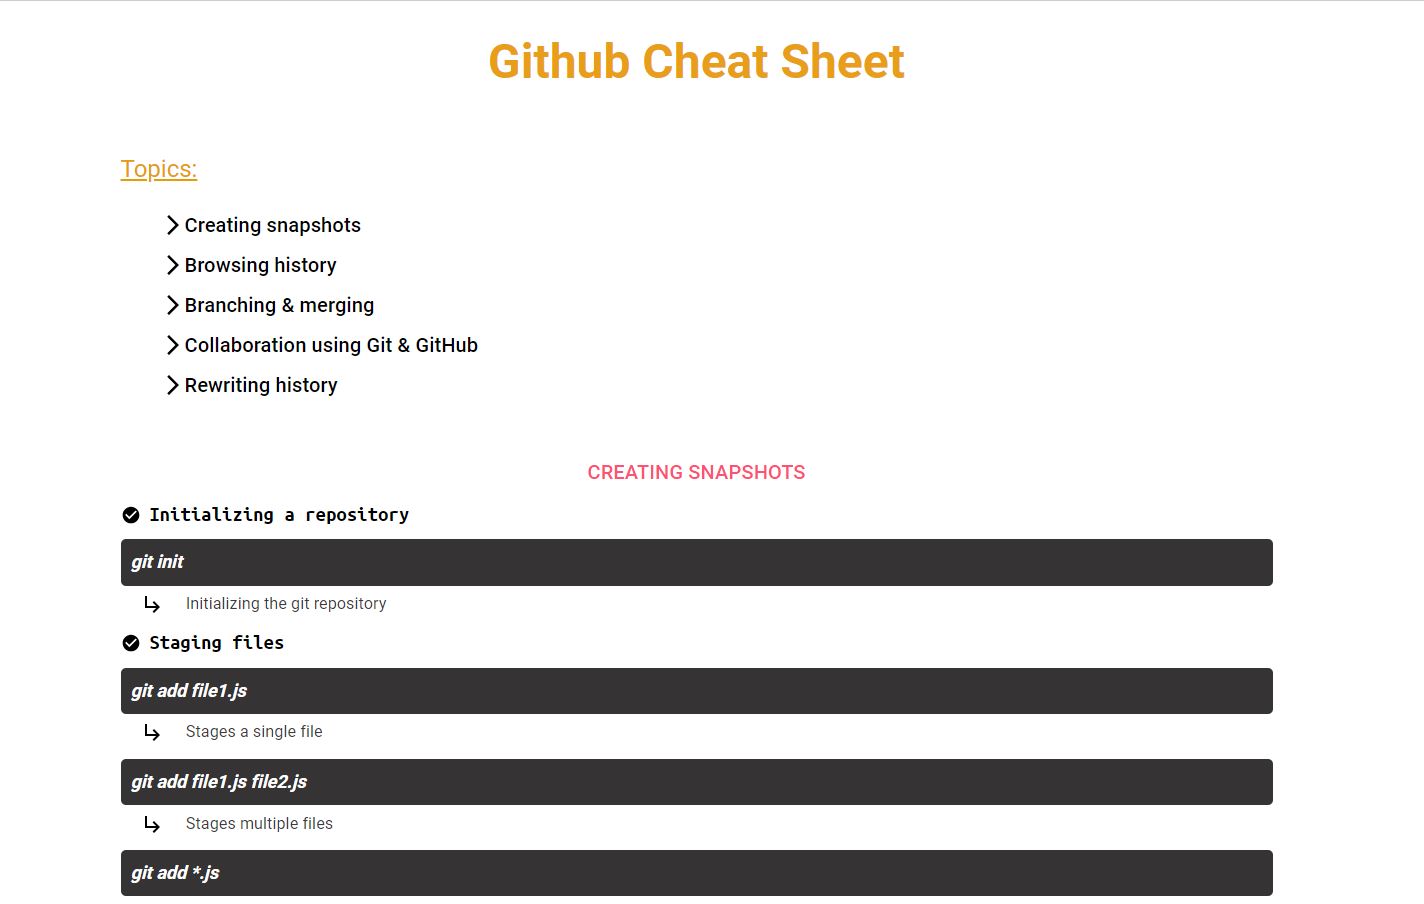 Github Cheat Sheet
Topics:
Creating snapshots
Browsing history
Branching & merging
Collaboration using Git & GitHub
Rewriting history
CREATING SNAPSHOTS
Initializing a repository
git init
Initializing the git repository
Staging files
git add file1.js
Stages a single file
git add file1.js file2.js
Stages multiple files
git add *.js